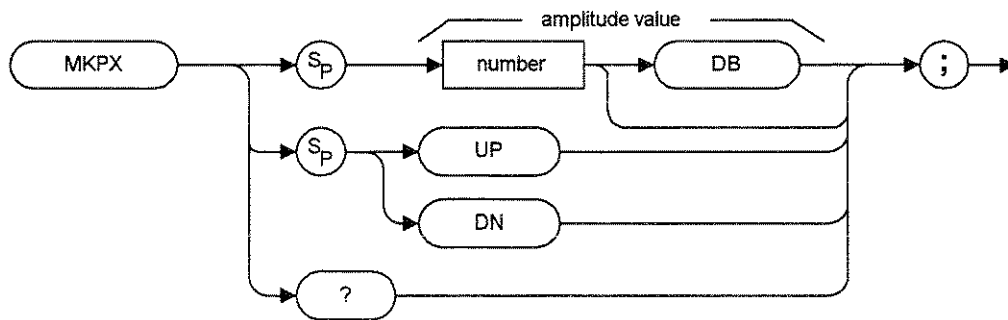 amplitude value
MKPX SP number DB ;
SP UP
DN
?